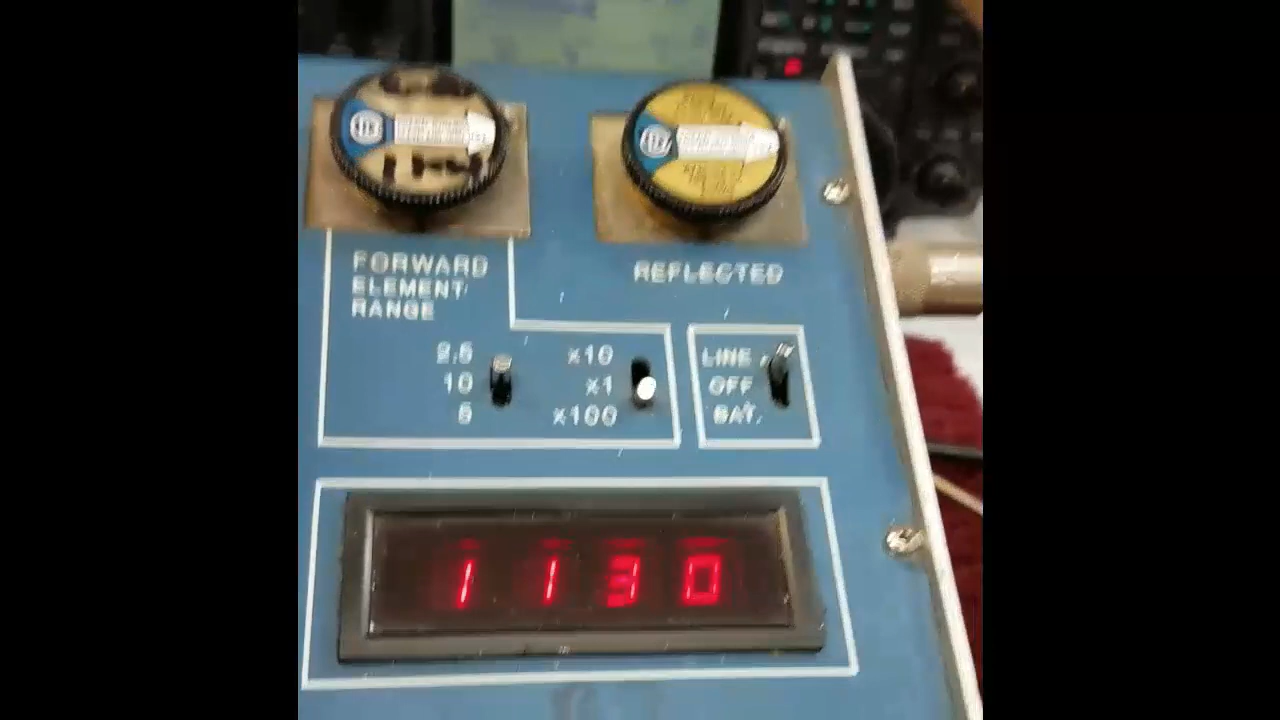 FORWARD
ELEMENT/
RANGE
REFLECTED
2.5
10
5
x10
x1
x100
LINE
OFF
BAT.
1130